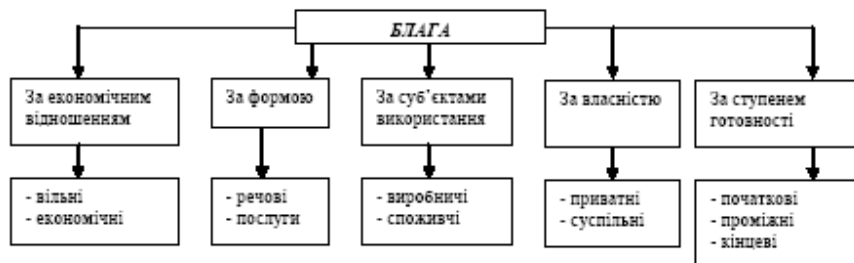 БЛАГА
За економічним
відношенням
За формою
За суб’єктами
використання
За власністю
За ступенем
готовності
- вільні
- економічні
- речові
- послуги
- виробничі
- споживчі
- приватні
- суспільні
- початкові
- проміжні
- кінцеві